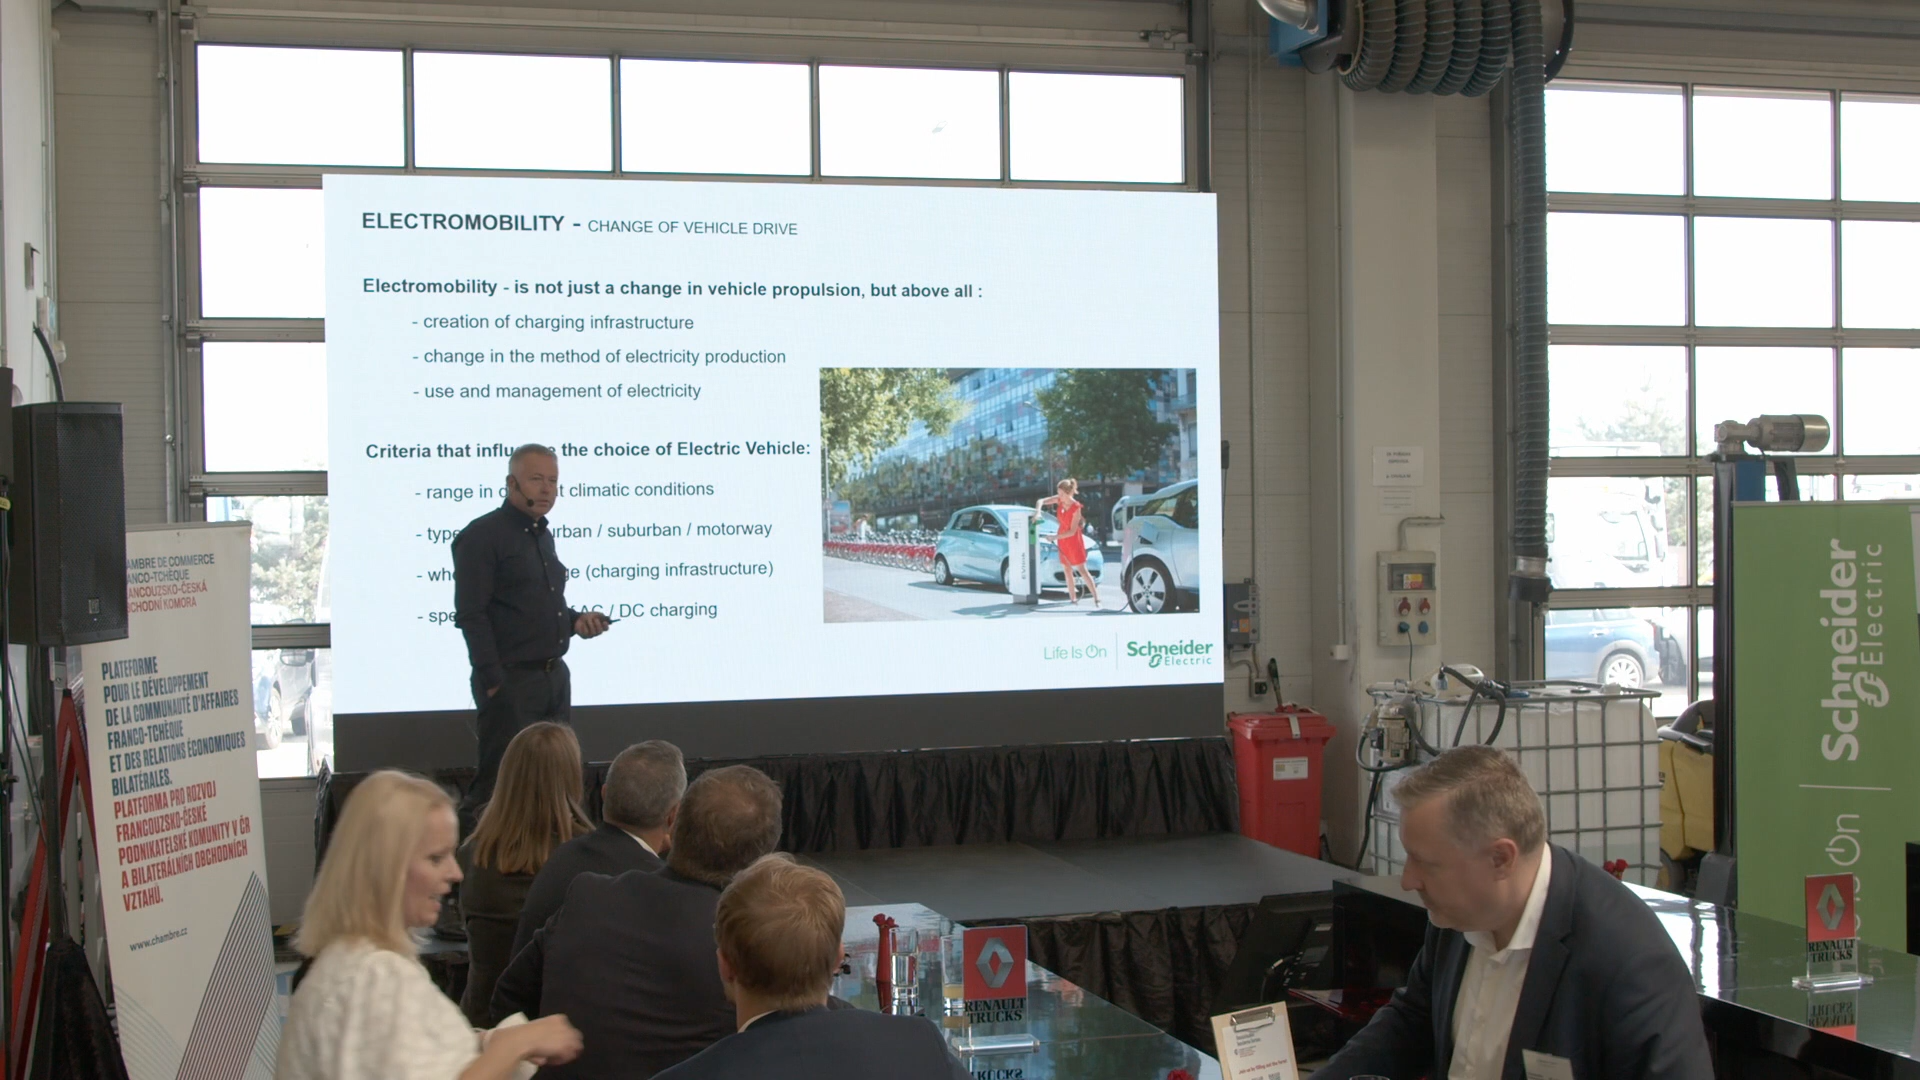 ELECTROMOBILITY - CHANGE OF VEHICLE DRIVE
Electromobility - is not just a change in vehicle propulsion, but above all :
- creation of charging infrastructure
- change in the method of electricity production
- use and management of electricity
Criteria that the choice of Electric Vehicle:
- range in climatic conditions
- / suburban / motorway
- (charging infrastructure)
- AC / DC charging
Life Is On
Schneider
Electric
CHAMBRE DE COMMERCE
FRANCO-TCHÈQUE
FRANCOUZSKO-ČESKÁ
OBCHODNÍ KOMORA
PLATEFORME
POUR LE DÉVELOPPEMENT
DE LA COMMUNAUTÉ D'AFFAIRES
FRANCO-TCHÈQUE
ET DES RELATIONS ÉCONOMIQUES
BILATÉRALES.
PLATFORMA PRO ROZVOJ
FRANCOUZSKO-ČESKÉ
PODNIKATELSKÉ KOMUNITY V ČR
A BILATERÁLNÍCH OBCHODNÍCH
VZTAHŮ.
www.chambre.cz
RENAULT
TRUCKS
Schneider
Electric
RENAULT
TRUCKS